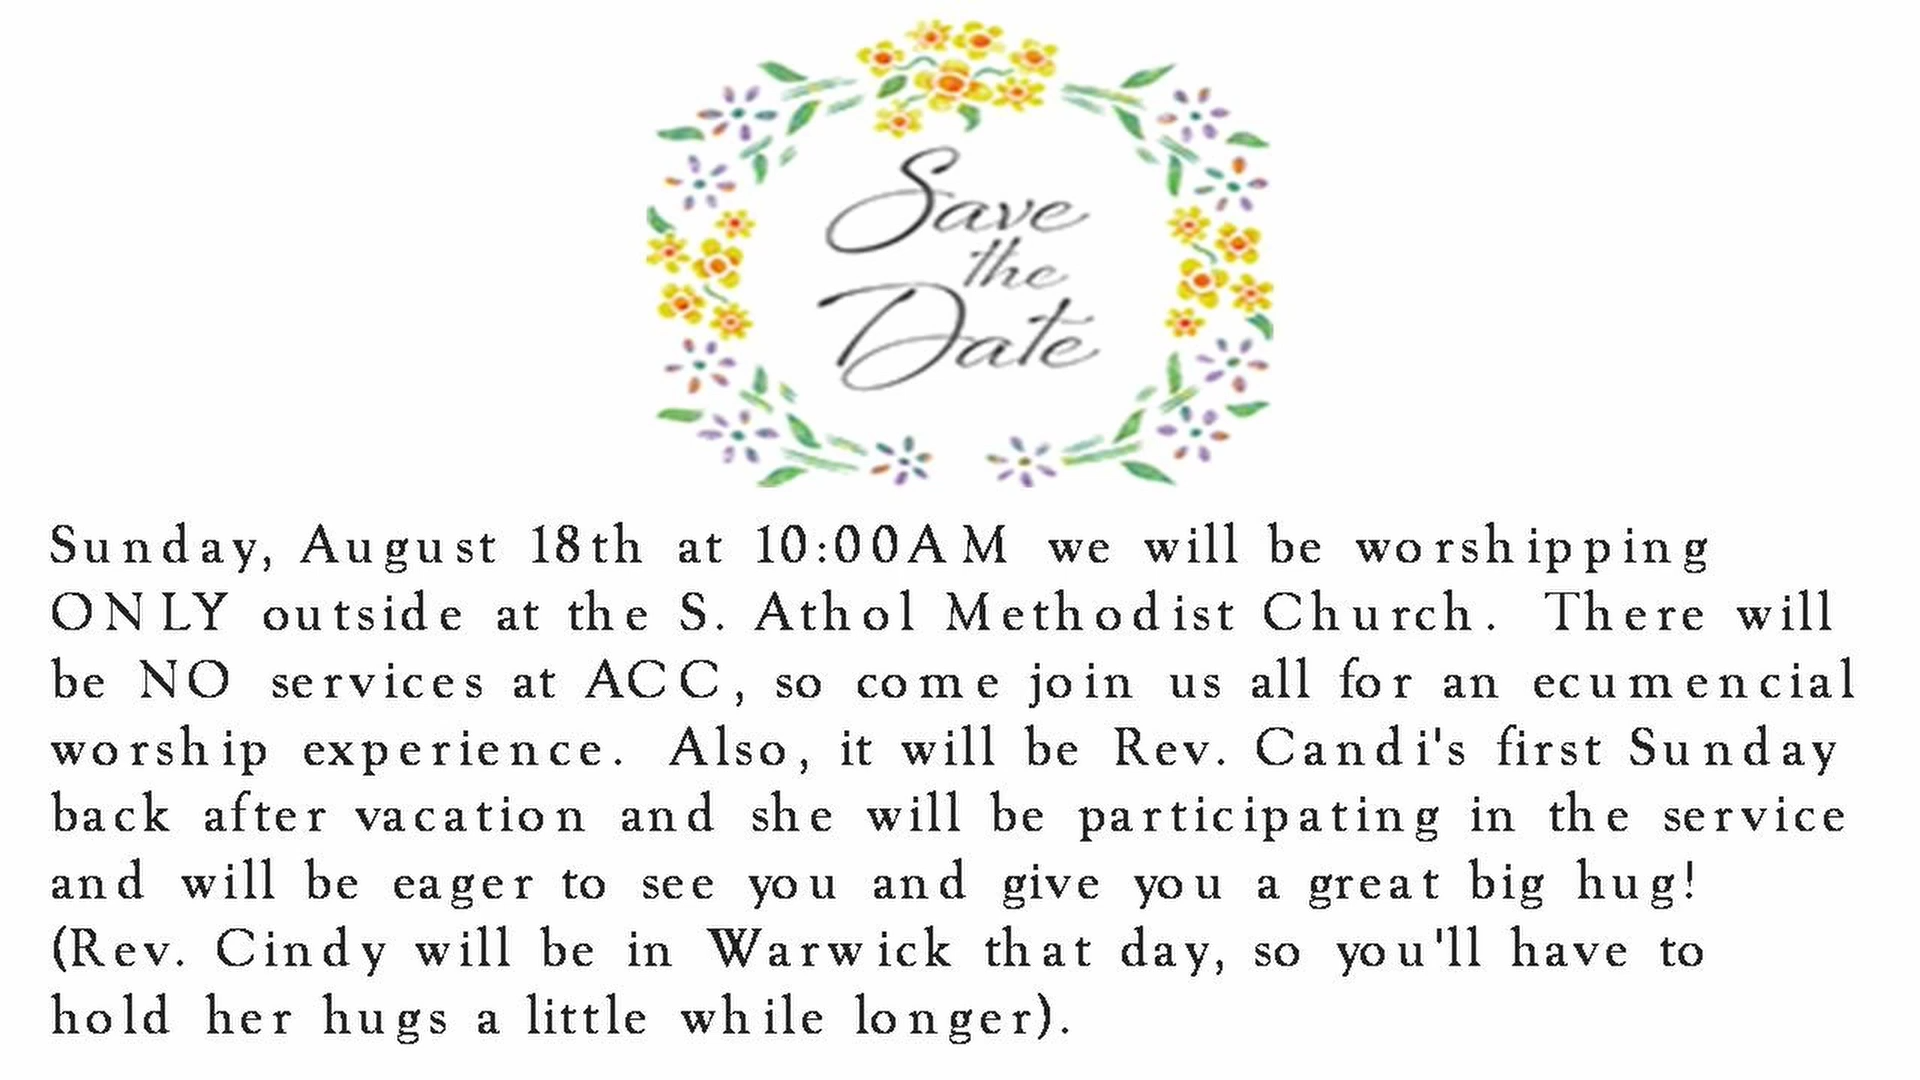 Save
the
Date
Sunday, August 18th at 10:00AM we will be worshipping
ONLY outside at the S. Athol Methodist Church. There will
be NO services at ACC, so come join us all for an ecumencial
worship experience. Also, it will be Rev. Candi's first Sunday
back after vacation and she will be participating in the service
and will be eager to see you and give you a great big hug!
(Rev. Cindy will be in Warwick that day, so you'll have to
hold her hugs a little while longer).